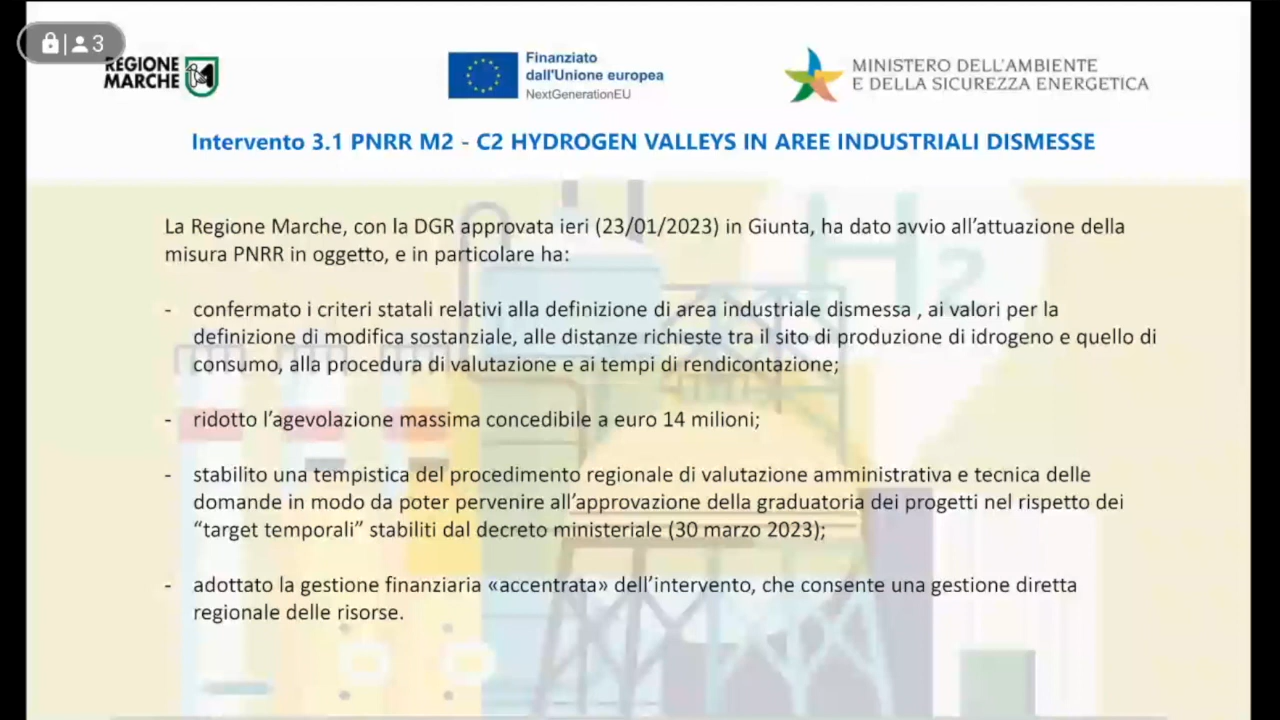 3
REGIONE
MARCHE
Finanziato
dall'Unione europea
NextGenerationEU
MINISTERO DELL'AMBIENTE
E DELLA SICUREZZA ENERGETICA
Intervento 3.1 PNRR M2 - C2 HYDROGEN VALLEYS IN AREE INDUSTRIALI DISMESSE
La Regione Marche, con la DGR approvata ieri (23/01/2023) in Giunta, ha dato avvio all'attuazione della
misura PNRR in oggetto, e in particolare ha:
- confermato i criteri statali relativi alla definizione di area industriale dismessa , ai valori per la
definizione di modifica sostanziale, alle distanze richieste tra il sito di produzione di idrogeno e quello di
consumo, alla procedura di valutazione e ai tempi di rendicontazione;
- ridotto l'agevolazione massima concedibile a euro 14 milioni;
- stabilito una tempistica del procedimento regionale di valutazione amministrativa e tecnica delle
domande in modo da poter pervenire all'approvazione della graduatoria dei progetti nel rispetto dei
“target temporali” stabiliti dal decreto ministeriale (30 marzo 2023);
- adottato la gestione finanziaria «accentrata» dell'intervento, che consente una gestione diretta
regionale delle risorse.
H2